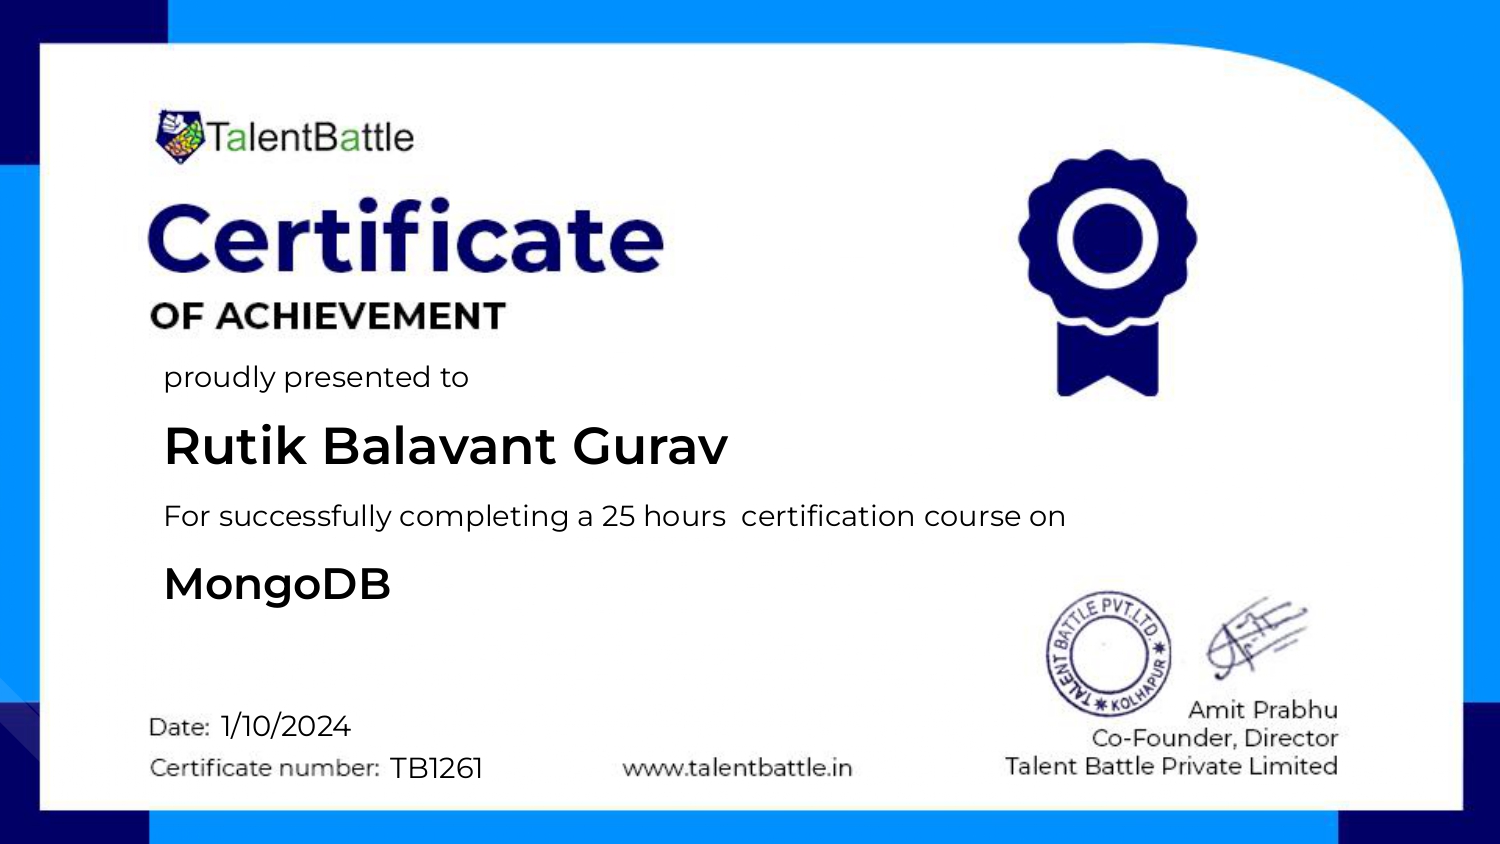 TalentBattle
Certificate
OF ACHIEVEMENT
proudly presented to
Rutik Balavant Gurav
For successfully completing a 25 hours certification course on
MongoDB
TALENT BATTLE PVT.LTD. * KOLHAPUR *
Amit Prabhu
Co-Founder, Director
Talent Battle Private Limited
Date: 1/10/2024
Certificate number: TB1261
www.talentbattle.in